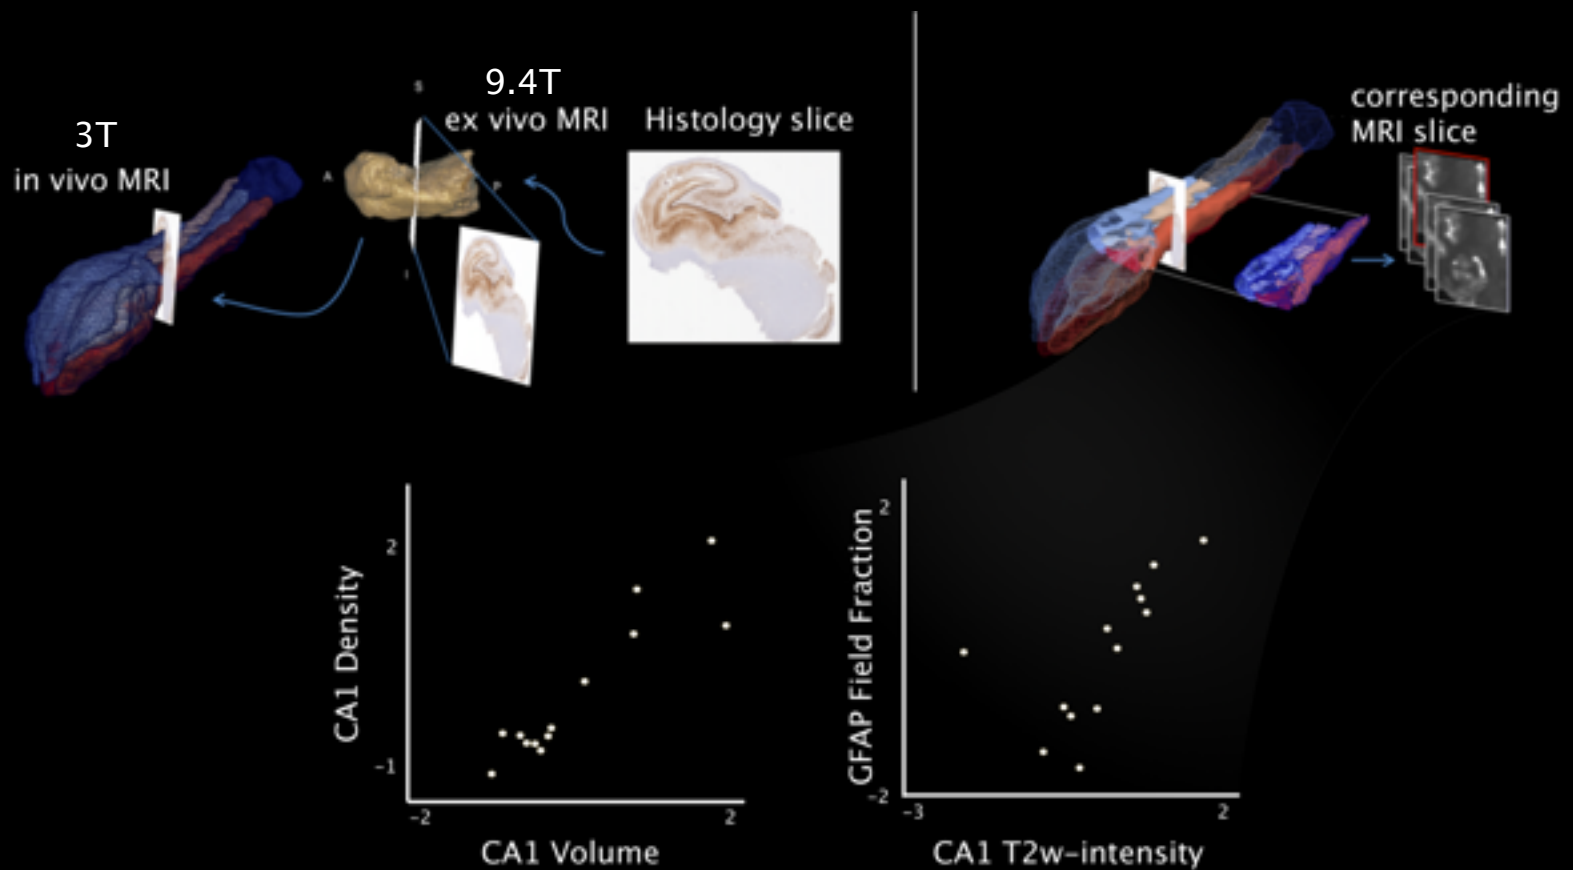 3T
in vivo MRI
S
A
P
I
9.4T
ex vivo MRI
Histology slice
corresponding
MRI slice
CA1 Density
2
-1
-2
2
CA1 Volume
GFAP Field Fraction
2
-2
-3
2
CA1 T2w-intensity